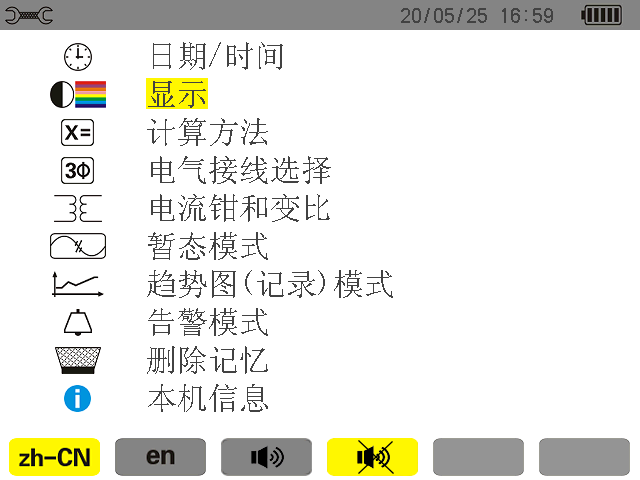 20/05/25 16:59
日期/时间
显示
X= 计算方法
3Φ 电气接线选择
电流钳和变比
暂态模式
趋势图(记录)模式
告警模式
删除记忆
i 本机信息
zh-CN en